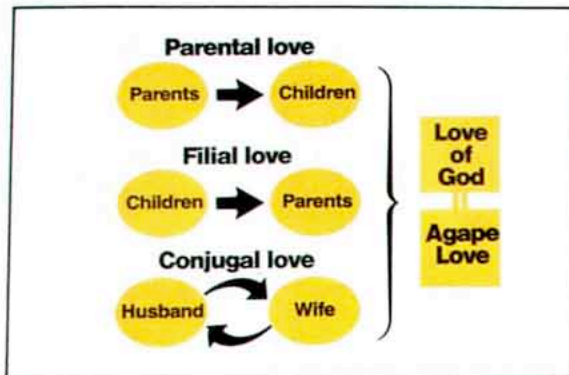 Parental love
Parents
Children
Filial love
Children
Parents
Conjugal love
Husband
Wife
Love
of
God
Agape
Love